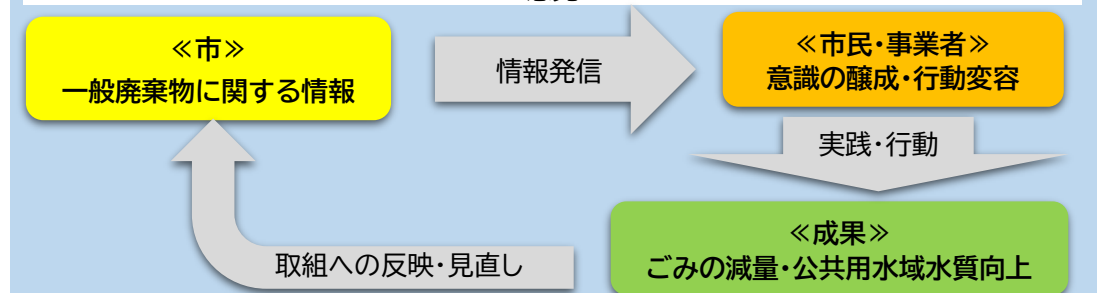 ≪市≫
一般廃棄物に関する情報
情報発信
≪市民・事業者≫
意識の醸成・行動変容
実践・行動
≪成果≫
ごみの減量・公共用水域水質向上
取組への反映・見直し